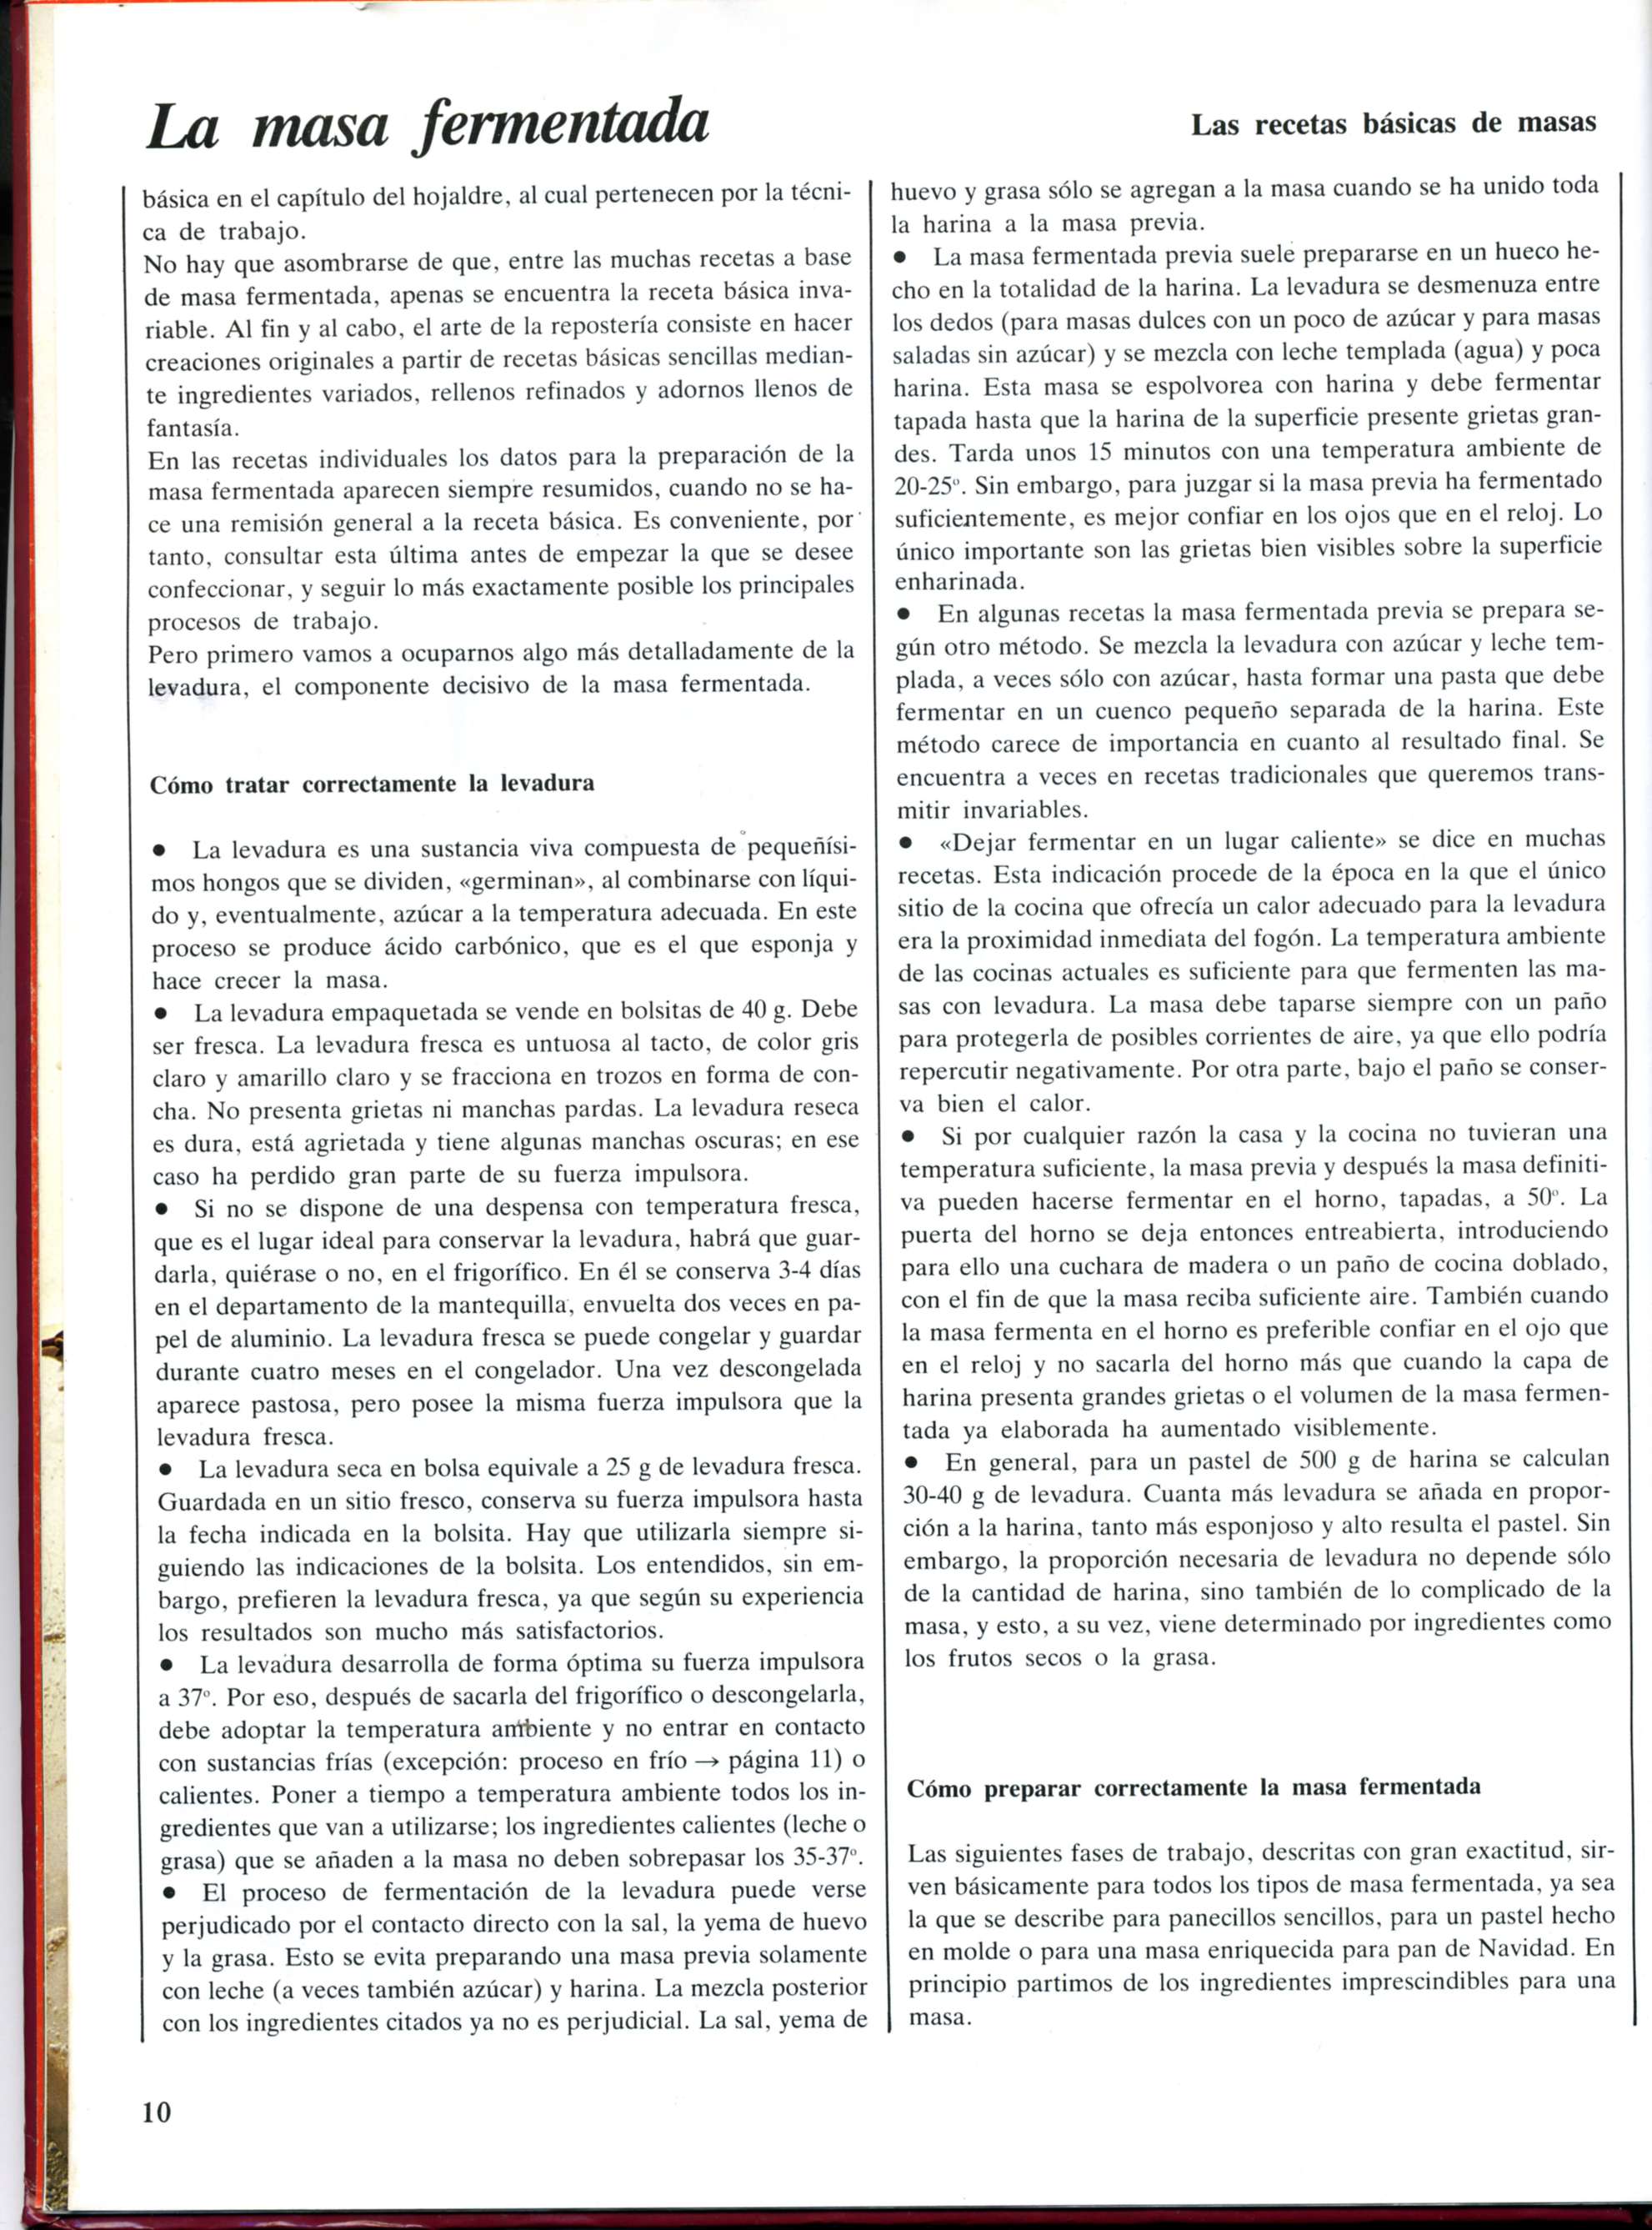 La masa fermentada
Las recetas básicas de masas
básica en el capítulo del hojaldre, al cual pertenecen por la técni-
ca de trabajo.
No hay que asombrarse de que, entre las muchas recetas a base
de masa fermentada, apenas se encuentra la receta básica inva-
riable. Al fin y al cabo, el arte de la repostería consiste en hacer
creaciones originales a partir de recetas básicas sencillas median-
te ingredientes variados, rellenos refinados y adornos llenos de
fantasía.
En las recetas individuales los datos para la preparación de la
masa fermentada aparecen siempre resumidos, cuando no se ha-
ce una remisión general a la receta básica. Es conveniente, por
tanto, consultar esta última antes de empezar la que se desee
confeccionar, y seguir lo más exactamente posible los principales
procesos de trabajo.
Pero primero vamos a ocuparnos algo más detalladamente de la
levadura, el componente decisivo de la masa fermentada.
Cómo tratar correctamente la levadura
● La levadura es una sustancia viva compuesta de pequeñísi-
mos hongos que se dividen, «germinan», al combinarse con líqui-
do y, eventualmente, azúcar a la temperatura adecuada. En este
proceso se produce ácido carbónico, que es el que esponja y
hace crecer la masa.
● La levadura empaquetada se vende en bolsitas de 40 g. Debe
ser fresca. La levadura fresca es untuosa al tacto, de color gris
claro y amarillo claro y se fracciona en trozos en forma de con-
cha. No presenta grietas ni manchas pardas. La levadura reseca
es dura, está agrietada y tiene algunas manchas oscuras; en ese
caso ha perdido gran parte de su fuerza impulsora.
● Si no se dispone de una despensa con temperatura fresca,
que es el lugar ideal para conservar la levadura, habrá que guar-
darla, quiérase o no, en el frigorífico. En él se conserva 3-4 días
en el departamento de la mantequilla, envuelta dos veces en pa-
pel de aluminio. La levadura fresca se puede congelar y guardar
durante cuatro meses en el congelador. Una vez descongelada
aparece pastosa, pero posee la misma fuerza impulsora que la
levadura fresca.
● La levadura seca en bolsa equivale a 25 g de levadura fresca.
Guardada en un sitio fresco, conserva su fuerza impulsora hasta
la fecha indicada en la bolsita. Hay que utilizarla siempre si-
guiendo las indicaciones de la bolsita. Los entendidos, sin em-
bargo, prefieren la levadura fresca, ya que según su experiencia
los resultados son mucho más satisfactorios.
● La levadura desarrolla de forma óptima su fuerza impulsora
a 37º. Por eso, después de sacarla del frigorífico o descongelarla,
debe adoptar la temperatura ambiente y no entrar en contacto
con sustancias frías (excepción: proceso en frío → página 11) o
calientes. Poner a tiempo a temperatura ambiente todos los in-
gredientes que van a utilizarse; los ingredientes calientes (leche o
grasa) que se añaden a la masa no deben sobrepasar los 35-37º.
● El proceso de fermentación de la levadura puede verse
perjudicado por el contacto directo con la sal, la yema de huevo
y la grasa. Esto se evita preparando una masa previa solamente
con leche (a veces también azúcar) y harina. La mezcla posterior
con los ingredientes citados ya no es perjudicial. La sal, yema de
huevo y grasa sólo se agregan a la masa cuando se ha unido toda
la harina a la masa previa.
● La masa fermentada previa suele prepararse en un hueco he-
cho en la totalidad de la harina. La levadura se desmenuza entre
los dedos (para masas dulces con un poco de azúcar y para masas
saladas sin azúcar) y se mezcla con leche templada (agua) y poca
harina. Esta masa se espolvorea con harina y debe fermentar
tapada hasta que la harina de la superficie presente grietas gran-
des. Tarda unos 15 minutos con una temperatura ambiente de
20-25º. Sin embargo, para juzgar si la masa previa ha fermentado
suficientemente, es mejor confiar en los ojos que en el reloj. Lo
único importante son las grietas bien visibles sobre la superficie
enharinada.
● En algunas recetas la masa fermentada previa se prepara se-
gún otro método. Se mezcla la levadura con azúcar y leche tem-
plada, a veces sólo con azúcar, hasta formar una pasta que debe
fermentar en un cuenco pequeño separada de la harina. Este
método carece de importancia en cuanto al resultado final. Se
encuentra a veces en recetas tradicionales que queremos trans-
mitir invariables.
● «Dejar fermentar en un lugar caliente» se dice en muchas
recetas. Esta indicación procede de la época en la que el único
sitio de la cocina que ofrecía un calor adecuado para la levadura
era la proximidad inmediata del fogón. La temperatura ambiente
de las cocinas actuales es suficiente para que fermenten las ma-
sas con levadura. La masa debe taparse siempre con un paño
para protegerla de posibles corrientes de aire, ya que ello podría
repercutir negativamente. Por otra parte, bajo el paño se conser-
va bien el calor.
● Si por cualquier razón la casa y la cocina no tuvieran una
temperatura suficiente, la masa previa y después la masa definiti-
va pueden hacerse fermentar en el horno, tapadas, a 50º. La
puerta del horno se deja entonces entreabierta, introduciendo
para ello una cuchara de madera o un paño de cocina doblado,
con el fin de que la masa reciba suficiente aire. También cuando
la masa fermenta en el horno es preferible confiar en el ojo que
en el reloj y no sacarla del horno más que cuando la capa de
harina presenta grandes grietas o el volumen de la masa fermen-
tada ya elaborada ha aumentado visiblemente.
● En general, para un pastel de 500 g de harina se calculan
30-40 g de levadura. Cuanta más levadura se añada en propor-
ción a la harina, tanto más esponjoso y alto resulta el pastel. Sin
embargo, la proporción necesaria de levadura no depende sólo
de la cantidad de harina, sino también de lo complicado de la
masa, y esto, a su vez, viene determinado por ingredientes como
los frutos secos o la grasa.
Cómo preparar correctamente la masa fermentada
Las siguientes fases de trabajo, descritas con gran exactitud, sir-
ven básicamente para todos los tipos de masa fermentada, ya sea
la que se describe para panecillos sencillos, para un pastel hecho
en molde o para una masa enriquecida para pan de Navidad. En
principio partimos de los ingredientes imprescindibles para una
masa.
10